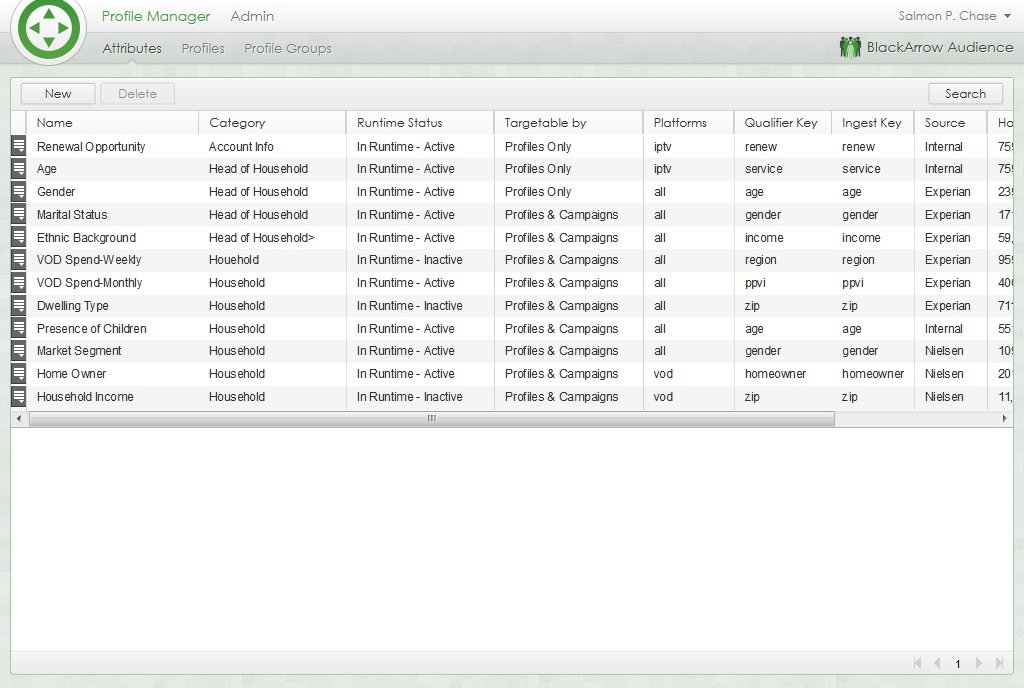 Profile Manager Admin Salmon P. Chase
Attributes Profiles Profile Groups BlackArrow Audience
New Delete Search
Name Category Runtime Status Targetable by Platforms Qualifier Key Ingest Key Source Ho
Renewal Opportunity Account Info In Runtime - Active Profiles Only iptv renew renew Internal 759
Age Head of Household In Runtime - Active Profiles Only iptv service service Internal 759
Gender Head of Household In Runtime - Active Profiles Only all age age Experian 239
Marital Status Head of Household In Runtime - Active Profiles & Campaigns all gender gender Experian 17
Ethnic Background Head of Household> In Runtime - Active Profiles & Campaigns all income income Experian 59,
VOD Spend-Weekly Houehold In Runtime - Inactive Profiles & Campaigns all region region Experian 959
VOD Spend-Monthly Household In Runtime - Active Profiles & Campaigns all ppvi ppvi Experian 40
Dwelling Type Household In Runtime - Inactive Profiles & Campaigns all zip zip Experian 71
Presence of Children Household In Runtime - Active Profiles & Campaigns all age age Internal 55
Market Segment Household In Runtime - Active Profiles & Campaigns all gender gender Nielsen 109
Home Owner Household In Runtime - Active Profiles & Campaigns vod homeowner homeowner Nielsen 20
Household Income Household In Runtime - Inactive Profiles & Campaigns vod zip zip Nielsen 11,
1